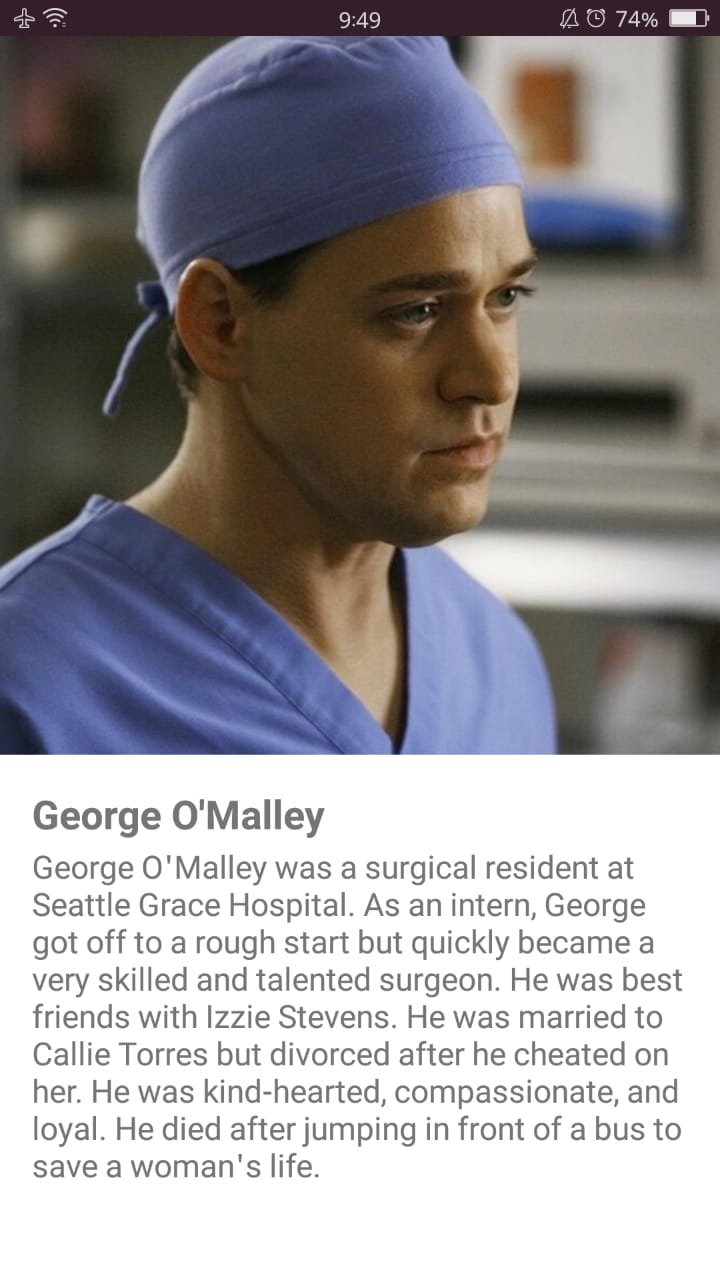 9:49
74%
George O'Malley
George O'Malley was a surgical resident at
Seattle Grace Hospital. As an intern, George
got off to a rough start but quickly became a
very skilled and talented surgeon. He was best
friends with Izzie Stevens. He was married to
Callie Torres but divorced after he cheated on
her. He was kind-hearted, compassionate, and
loyal. He died after jumping in front of a bus to
save a woman's life.